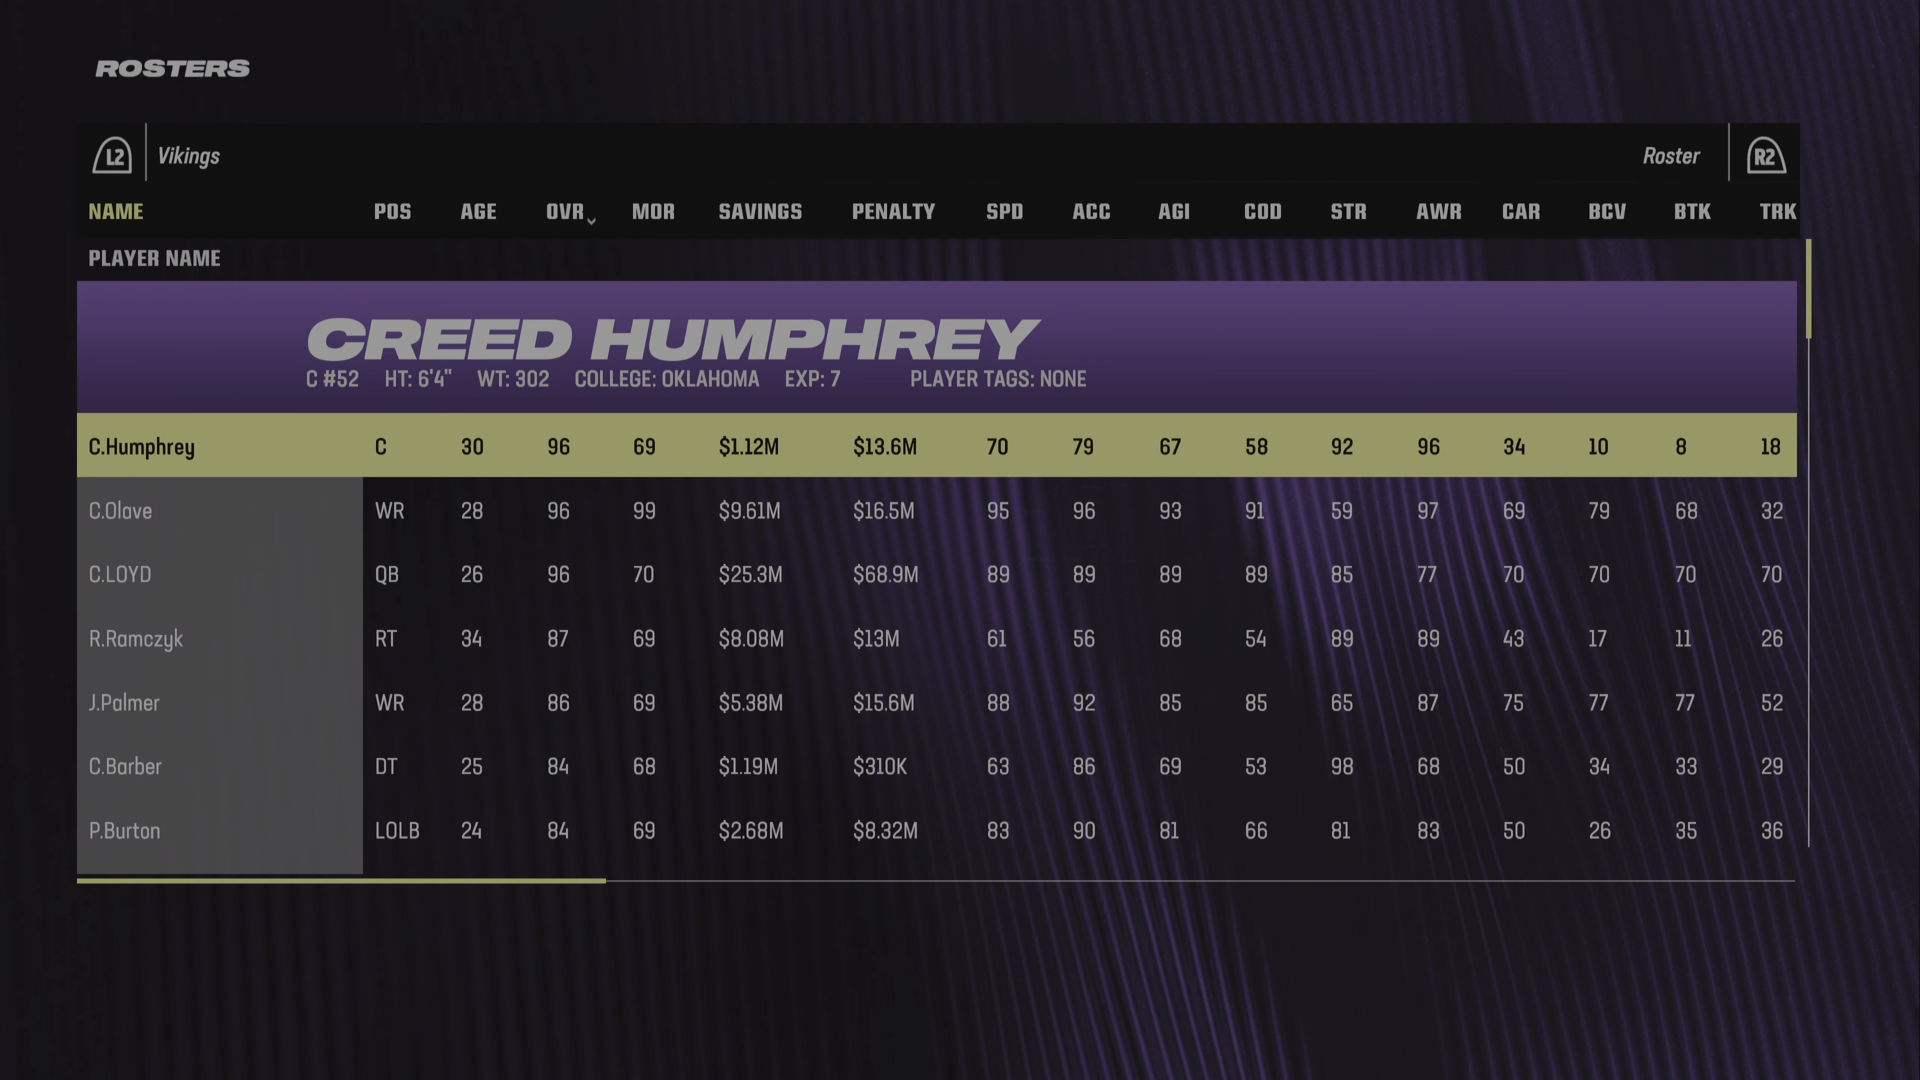 ROSTERS
L2 Vikings Roster R2
NAME POS AGE OVR MOR SAVINGS PENALTY SPD ACC AGI COD STR AWR CAR BCV BTK TRK
PLAYER NAME
CREED HUMPHREY
C #52 HT: 6'4" WT: 302 COLLEGE: OKLAHOMA EXP: 7 PLAYER TAGS: NONE
C.Humphrey C 30 96 69 $1.12M $13.6M 70 79 67 58 92 96 34 10 8 18
C.Olave WR 28 96 99 $9.61M $16.5M 95 96 93 91 59 97 69 79 68 32
C.LOYD QB 26 96 70 $25.3M $68.9M 89 89 89 89 85 77 70 70 70 70
R.Ramczyk RT 34 87 69 $8.08M $13M 61 56 68 54 89 89 43 17 11 26
J.Palmer WR 28 86 69 $5.38M $15.6M 88 92 85 85 65 87 75 77 77 52
C.Barber DT 25 84 68 $1.19M $310K 63 86 69 53 98 68 50 34 33 29
P.Burton LOLB 24 84 69 $2.68M $8.32M 83 90 81 66 81 83 50 26 35 36